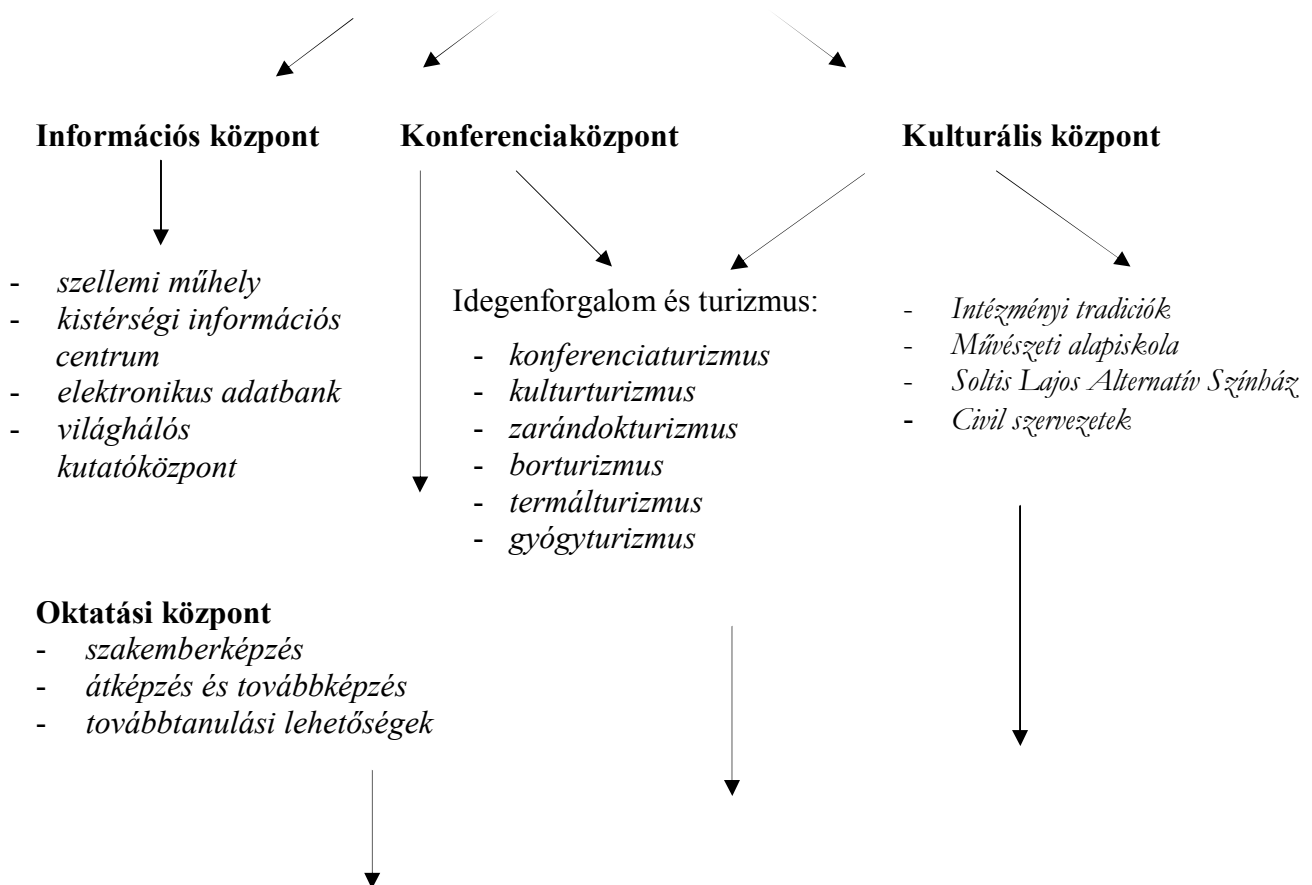 Információs központ
Konferenciaközpont
Kulturális központ
- szellemi műhely
- kistérségi információs
centrum
- elektronikus adatbank
- világhálós
kutatóközpont
Idegenforgalom és turizmus:
- konferenciaturizmus
- kulturturizmus
- zarándokturizmus
- borturizmus
- termálturizmus
- gyógyturizmus
- Intézményi tradiciók
- Művészeti alapiskola
- Soltis Lajos Alternatív Színház
- Civil szervezetek
Oktatási központ
- szakemberképzés
- átképzés és továbbképzés
- továbbtanulási lehetőségek